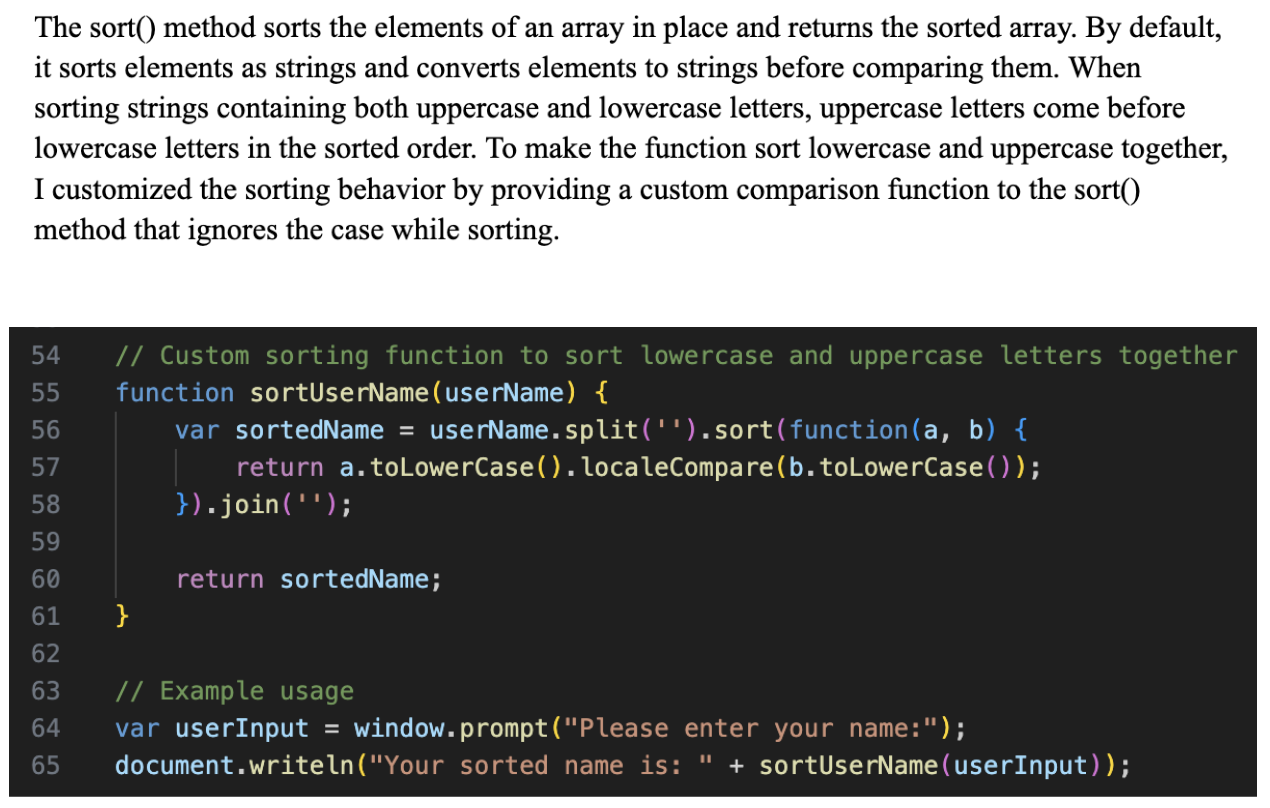 The sort() method sorts the elements of an array in place and returns the sorted array. By default,
it sorts elements as strings and converts elements to strings before comparing them. When
sorting strings containing both uppercase and lowercase letters, uppercase letters come before
lowercase letters in the sorted order. To make the function sort lowercase and uppercase together,
I customized the sorting behavior by providing a custom comparison function to the sort()
method that ignores the case while sorting.
54 // Custom sorting function to sort lowercase and uppercase letters together
55 function sortUserName(userName) {
56     var sortedName = userName.split('').sort(function(a, b) {
57         return a.toLowerCase().localeCompare(b.toLowerCase());
58     }).join('');
59
60     return sortedName;
61 }
62
63 // Example usage
64 var userInput = window.prompt("Please enter your name:");
65 document.writeln("Your sorted name is: " + sortUserName(userInput));